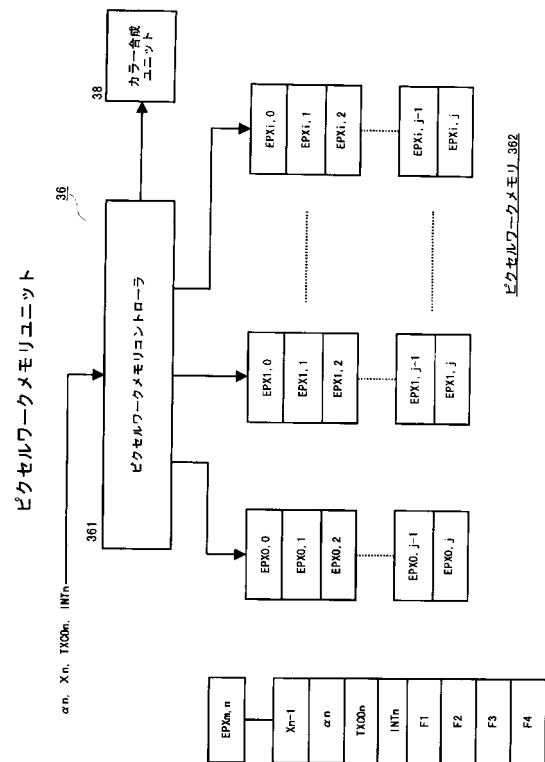 ピクセルワークメモリユニット
αn, Xn, TXCOn, INTn
36
361
ピクセルワークメモリコントローラ
38
カラー合成
ユニット
EPX0, 0
EPX0, 1
EPX0, 2
EPX0, j-1
EPX0, j
EPX1, 0
EPX1, 1
EPX1, 2
EPX1, j-1
EPX1, j
EPXi, 0
EPXi, 1
EPXi, 2
EPXi, j-1
EPXi, j
ピクセルワークメモリ 362
EPXm, n
Xn-1
αn
TXCOn
INTn
F1
F2
F3
F4